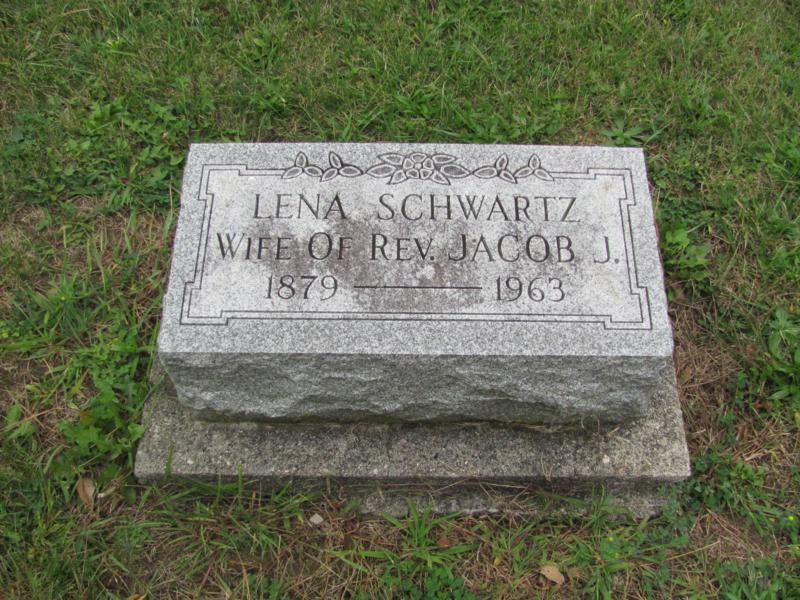 LENA SCHWARTZ
WIFE OF REV. JACOB J.
1879 — 1963